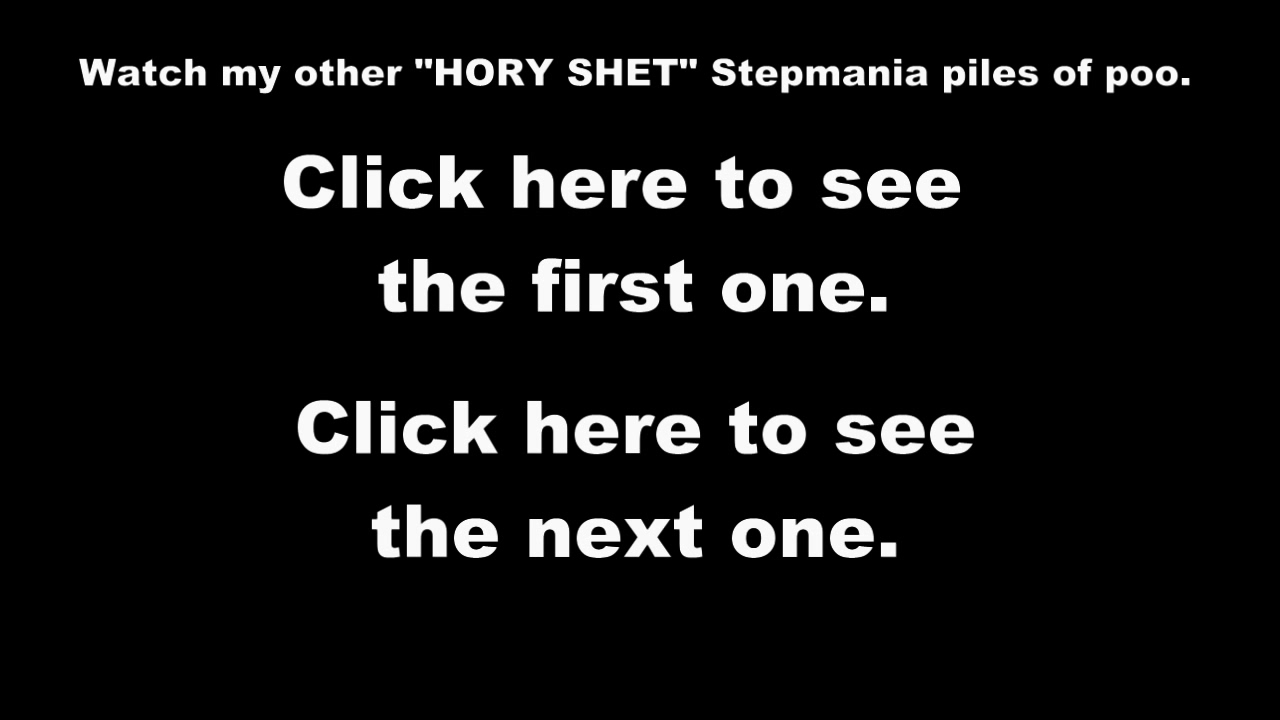 Watch my other "HORY SHET" Stepmania piles of poo.
Click here to see
the first one.
Click here to see
the next one.